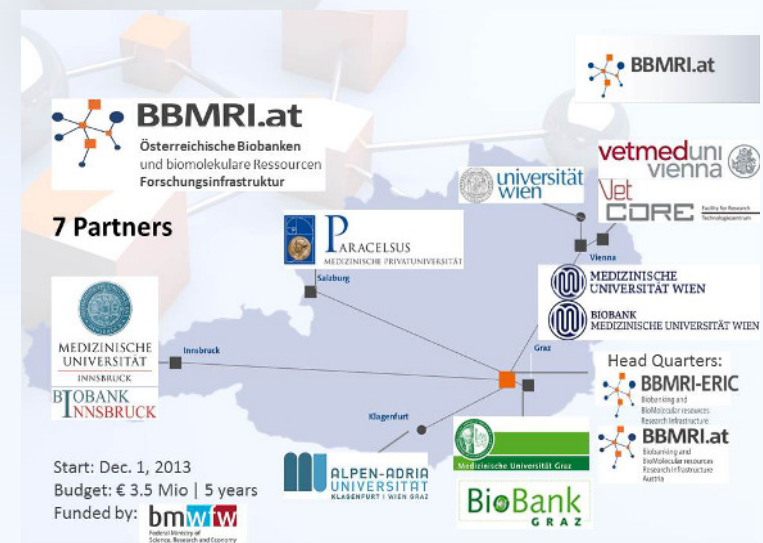 BBMRI.at
BBMRI.at
Österreichische Biobanken
und biomolekulare Ressourcen
Forschungsinfrastruktur
7 Partners
universität
wien
vetmeduni
vienna
Vet
CORE
Facility for Research
Technologiezentrum
PARACELSUS
MEDIZINISCHE PRIVATUNIVERSITÄT
Salzburg
Vienna
MEDIZINISCHE
UNIVERSITÄT WIEN
BIOBANK
MEDIZINISCHE UNIVERSITÄT WIEN
MEDIZINISCHE
UNIVERSITÄT
INNSBRUCK
BIOBANK
INNSBRUCK
Innsbruck
Graz
Head Quarters:
BBMRI-ERIC
Biobanking and
BioMolecular resources
Research Infrastructure
BBMRI.at
Biobanking and
BioMolecular resources
Research Infrastructure
Austria
Klagenfurt
ALPEN-ADRIA
UNIVERSITÄT
KLAGENFURT I WIEN GRAZ
Medizinische Universität Graz
BioBank
GRAZ
Start: Dec. 1, 2013
Budget: € 3.5 Mio | 5 years
Funded by:
bmwfw
Federal Ministry of
Science, Research and Economy